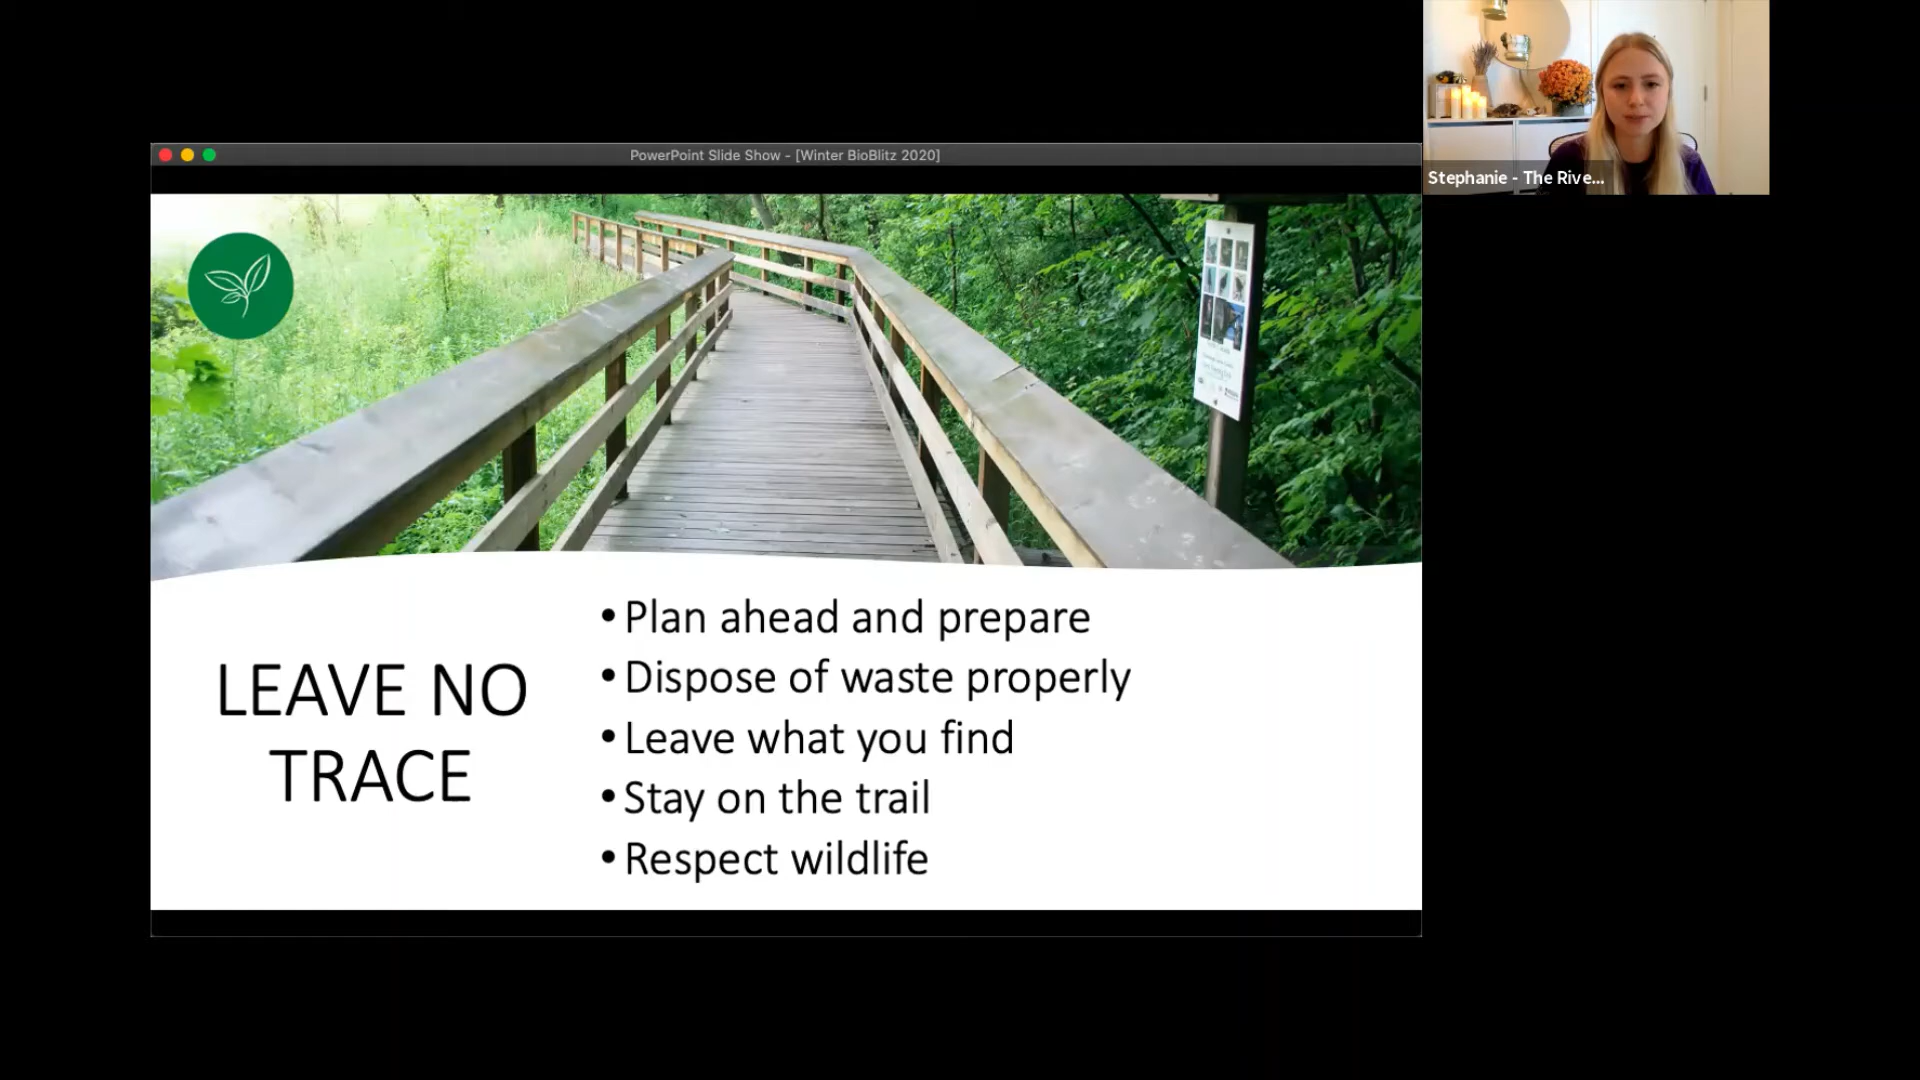 PowerPoint Slide Show - [Winter BioBlitz 2020]
Stephanie - The Rive...
LEAVE NO
TRACE
• Plan ahead and prepare
• Dispose of waste properly
• Leave what you find
• Stay on the trail
• Respect wildlife